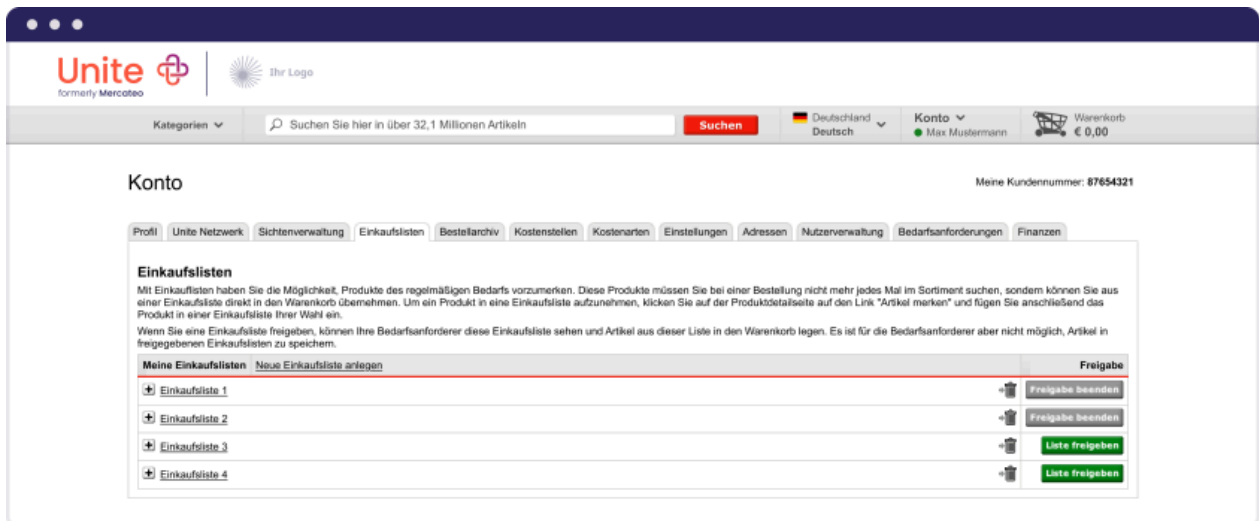 Unite
formerly Mercateo
Ihr Logo
Kategorien
Suchen Sie hier in über 32,1 Millionen Artikeln
Suchen
Deutschland
Deutsch
Konto
Max Mustermann
Warenkorb
€ 0,00
Konto
Meine Kundennummer: 87654321
Profil Unite Netzwerk Sichtenverwaltung Einkaufslisten Bestellarchiv Kostenstellen Kostenarten Einstellungen Adressen Nutzerverwaltung Bedarfsanforderungen Finanzen
Einkaufslisten
Mit Einkauflisten haben Sie die Möglichkeit, Produkte des regelmäßigen Bedarfs vorzumerken. Diese Produkte müssen Sie bei einer Bestellung nicht mehr jedes Mal im Sortiment suchen, sondern können Sie aus
einer Einkaufsliste direkt in den Warenkorb übernehmen. Um ein Produkt in eine Einkaufsliste aufzunehmen, klicken Sie auf der Produktdetailseite auf den Link "Artikel merken" und fügen Sie anschließend das
Produkt in einer Einkaufsliste Ihrer Wahl ein.
Wenn Sie eine Einkaufsliste freigeben, können Ihre Bedarfsanforderer diese Einkaufsliste sehen und Artikel aus dieser Liste in den Warenkorb legen. Es ist für die Bedarfsanforderer aber nicht möglich, Artikel in
freigegebenen Einkaufslisten zu speichern.
Meine Einkaufslisten Neue Einkaufsliste anlegen Freigabe
Einkaufsliste 1 Freigabe beenden
Einkaufsliste 2 Freigabe beenden
Einkaufsliste 3 Liste freigeben
Einkaufsliste 4 Liste freigeben